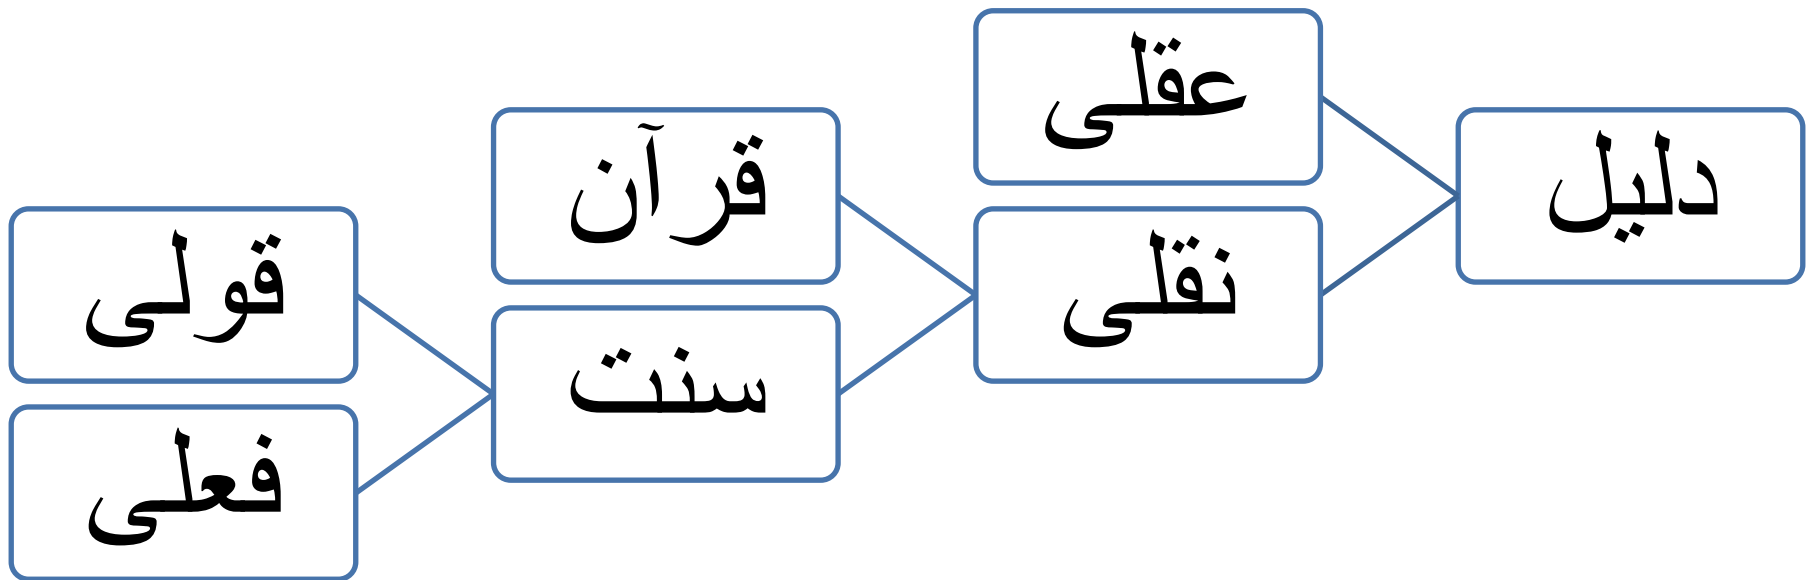 دلیل
عقلی
نقلی
قرآن
سنت
قولی
فعلی